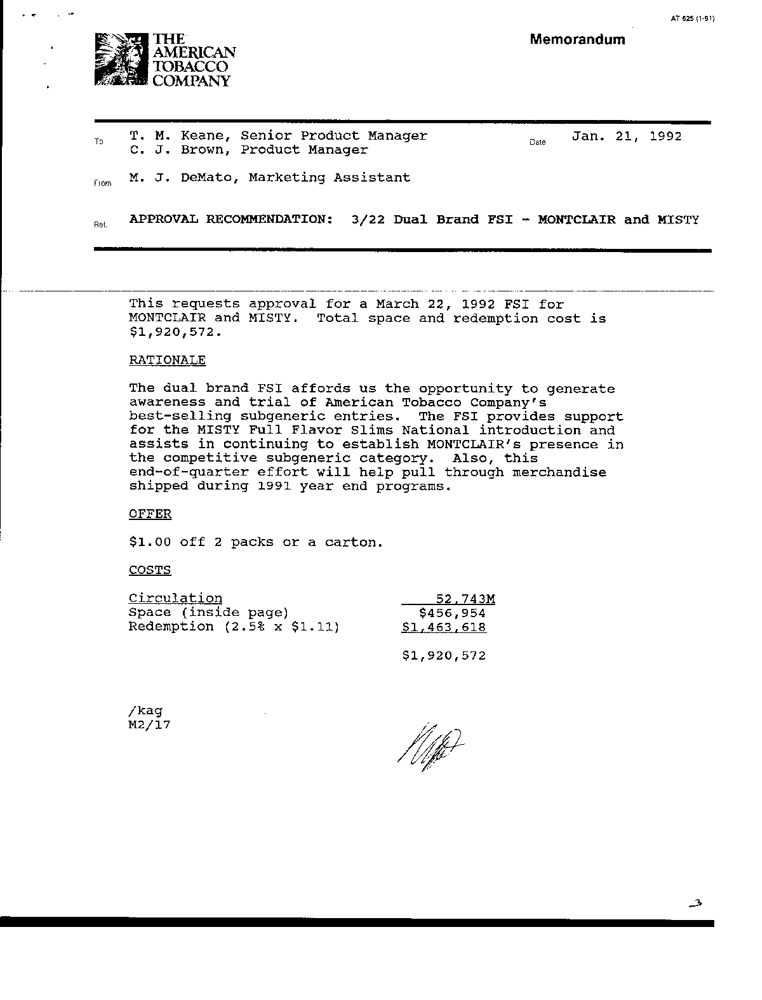 AT 625 (1-91)
THE
AMERICAN
TOBACCO
COMPANY
Memorandum
To T. M. Keane, Senior Product Manager
C. J. Brown, Product Manager
Date Jan. 21, 1992
From M. J. DeMato, Marketing Assistant
Ref. APPROVAL RECOMMENDATION: 3/22 Dual Brand FSI - MONTCLAIR and MISTY
This requests approval for a March 22, 1992 FSI for
MONTCLAIR and MISTY. Total space and redemption cost is
$1,920,572.
RATIONALE
The dual brand FSI affords us the opportunity to generate
awareness and trial of American Tobacco Company's
best-selling subgeneric entries. The FSI provides support
for the MISTY Full Flavor Slims National introduction and
assists in continuing to establish MONTCLAIR's presence in
the competitive subgeneric category. Also, this
end-of-quarter effort will help pull through merchandise
shipped during 1991 year end programs.
OFFER
$1.00 off 2 packs or a carton.
COSTS
Circulation 52,743M
Space (inside page) $456,954
Redemption (2.5% x $1.11) $1,463,618
$1,920,572
/kag
M2/17
3